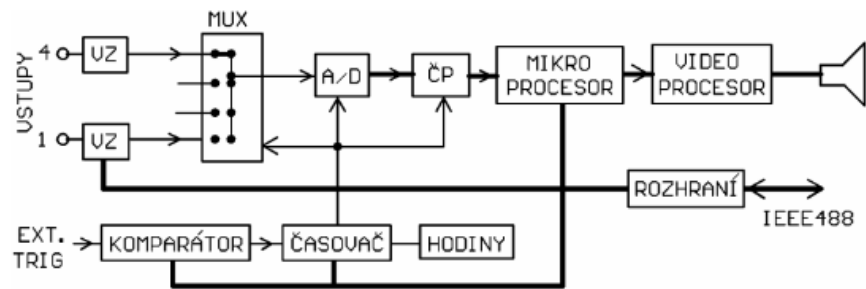 MUX
4 VZ
VSTUPY
A/D
ČP
MIKRO
PROCESOR
VIDEO
PROCESOR
1 VZ
ROZHRANÍ
IEEE488
EXT.
TRIG
KOMPARÁTOR
ČASOVAČ
HODINY